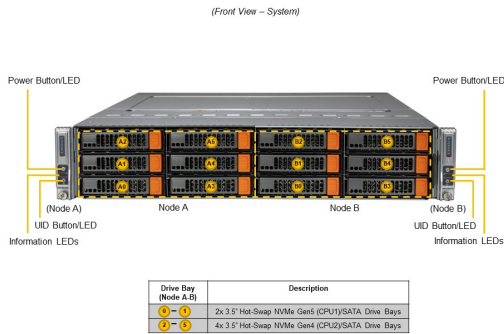 (Front View – System)
Power Button/LED
Power Button/LED
A2 A5 B2 B5
A1 A4 B1 B4
A0 A3 B0 B3
(Node A) Node A Node B (Node B)
UID Button/LED
UID Button/LED
Information LEDs
Information LEDs
Drive Bay
(Node A-B)
Description
0 – 1 2x 3.5" Hot-Swap NVMe Gen5 (CPU1)/SATA Drive Bays
2 – 5 4x 3.5" Hot-Swap NVMe Gen4 (CPU2)/SATA Drive Bays